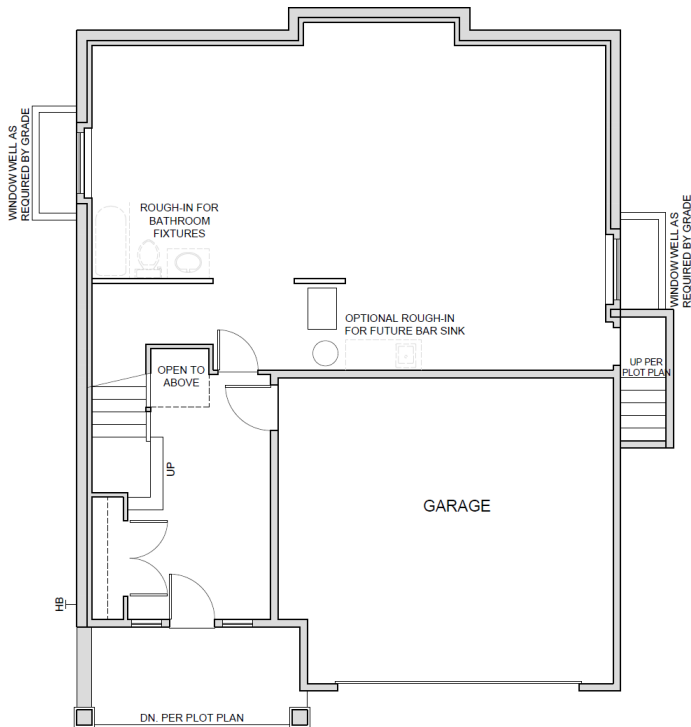 WINDOW WELL AS
REQUIRED BY GRADE
ROUGH-IN FOR
BATHROOM
FIXTURES
WINDOW WELL AS
REQUIRED BY GRADE
OPTIONAL ROUGH-IN
FOR FUTURE BAR SINK
UP PER
PLOT PLAN
OPEN TO
ABOVE
UP
GARAGE
HB
DN. PER PLOT PLAN